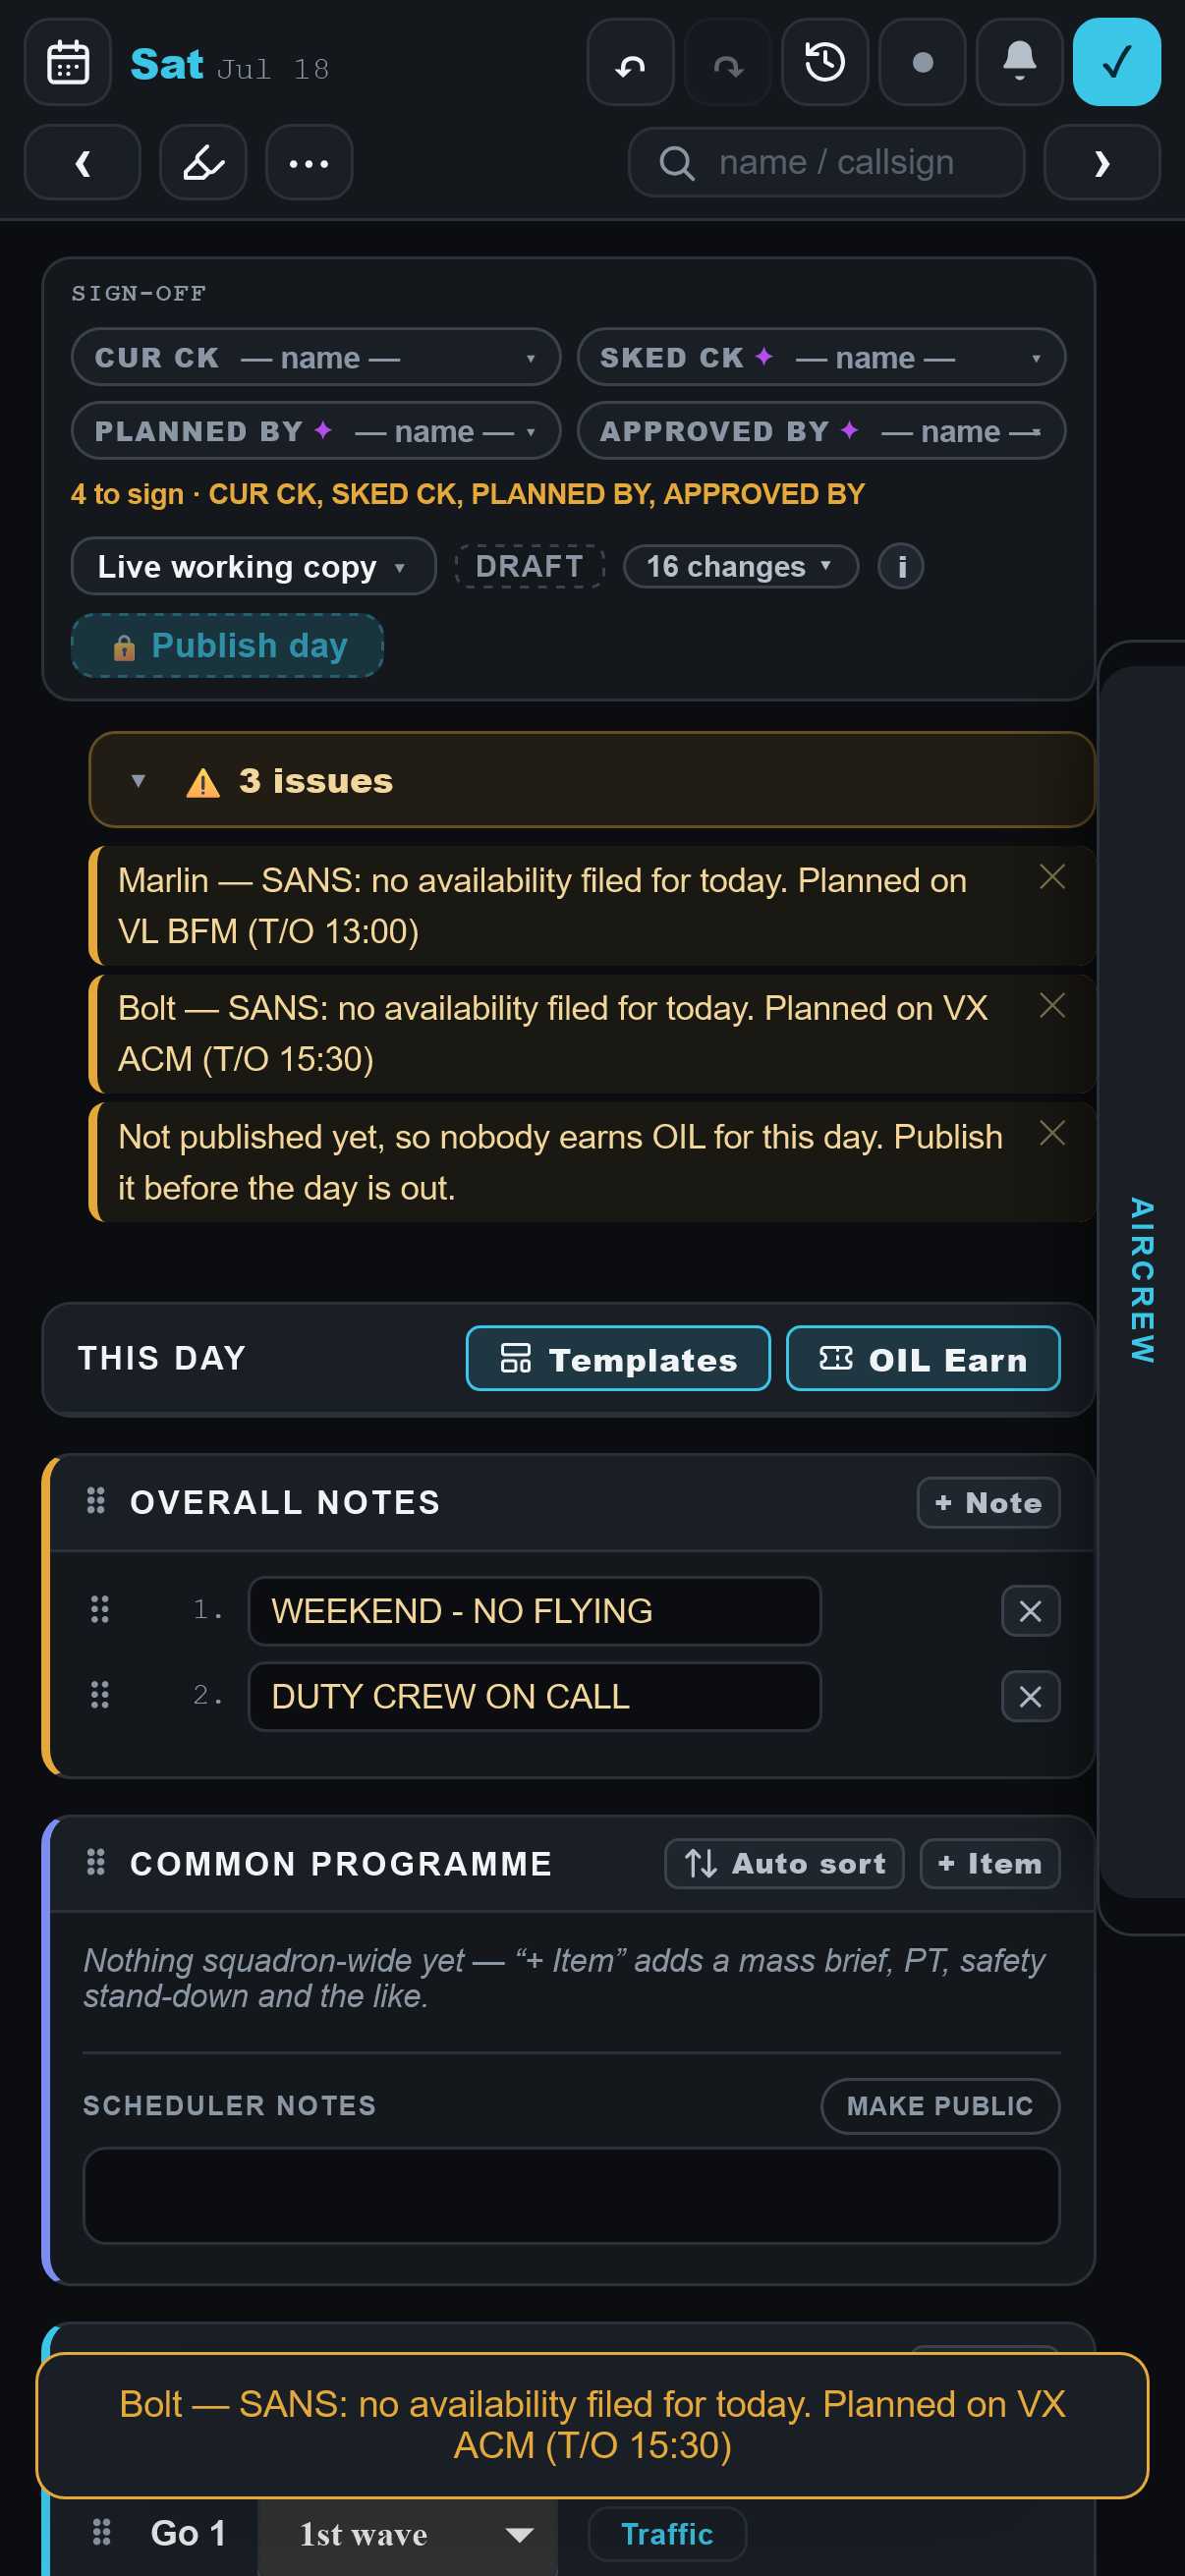 Sat Jul 18
name / callsign
SIGN-OFF
CUR CK — name —
SKED CK — name —
PLANNED BY — name —
APPROVED BY — name —
4 to sign · CUR CK, SKED CK, PLANNED BY, APPROVED BY
Live working copy DRAFT 16 changes i
Publish day
3 issues
Marlin — SANS: no availability filed for today. Planned on
VL BFM (T/O 13:00)
Bolt — SANS: no availability filed for today. Planned on VX
ACM (T/O 15:30)
Not published yet, so nobody earns OIL for this day. Publish
it before the day is out.
AIRCREW
THIS DAY Templates OIL Earn
OVERALL NOTES + Note
1. WEEKEND - NO FLYING
2. DUTY CREW ON CALL
COMMON PROGRAMME Auto sort + Item
Nothing squadron-wide yet — “+ Item” adds a mass brief, PT, safety
stand-down and the like.
SCHEDULER NOTES MAKE PUBLIC
Bolt — SANS: no availability filed for today. Planned on VX
ACM (T/O 15:30)
Go 1 1st wave Traffic